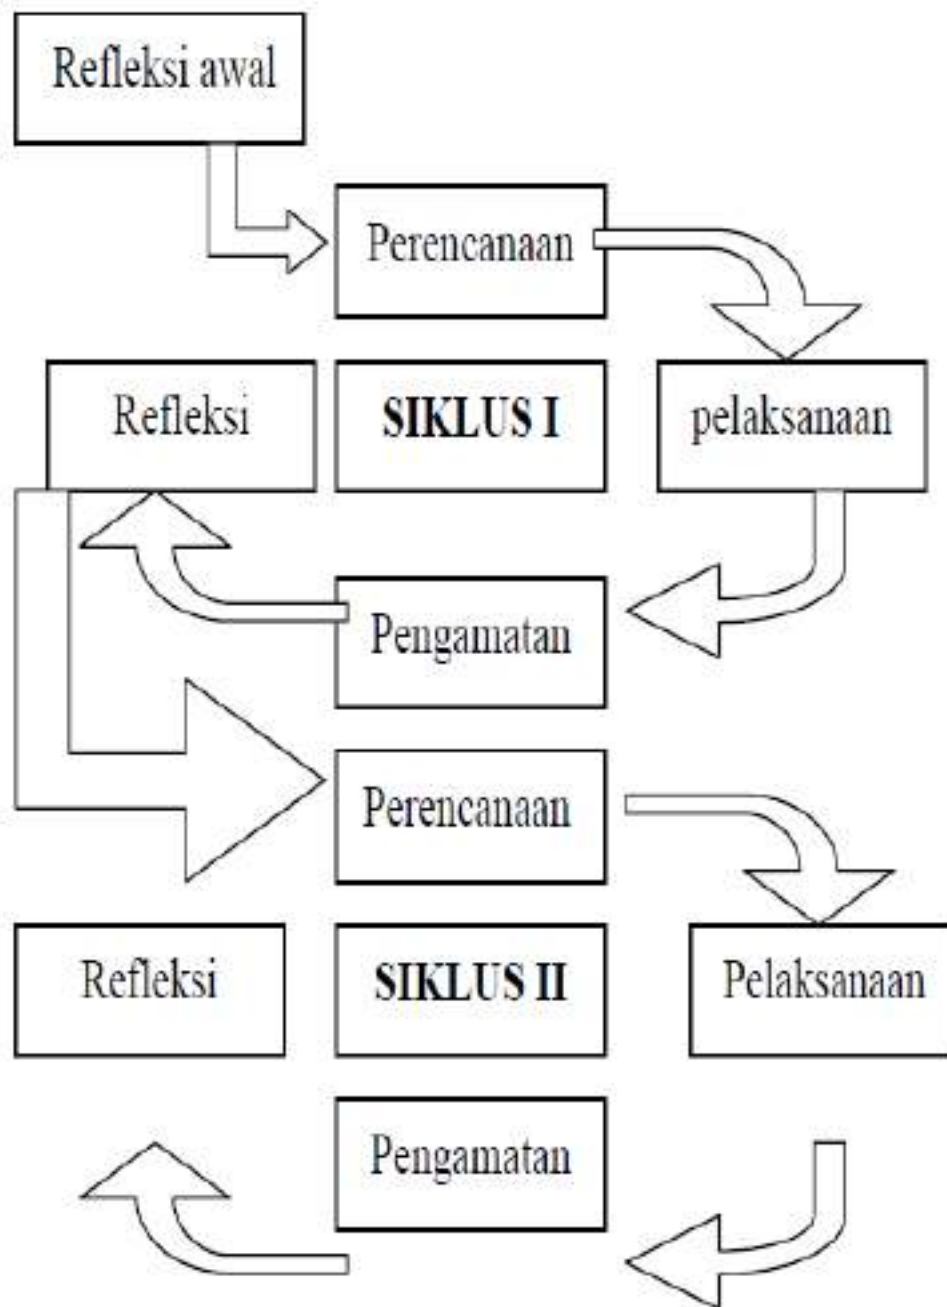 Refleksi awal
Perencanaan
Refleksi
SIKLUS I
pelaksanaan
Pengamatan
Perencanaan
Refleksi
SIKLUS II
Pelaksanaan
Pengamatan